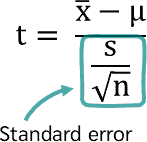 t = x̄ − μ / (s / √n)
Standard error